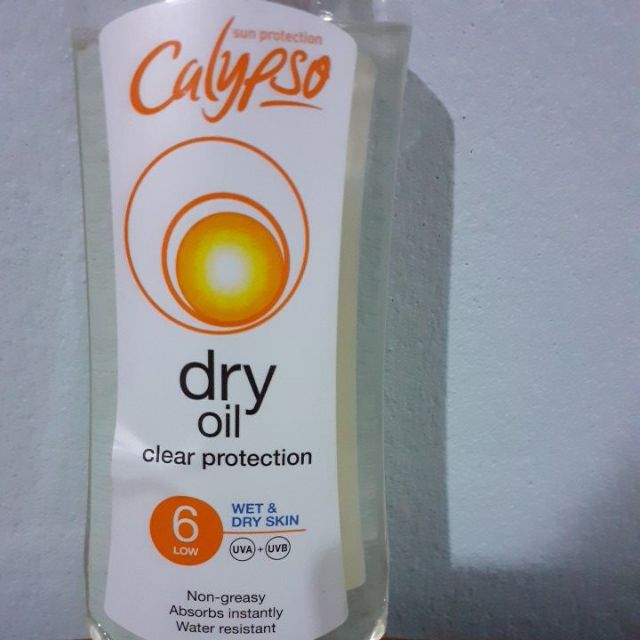 sun protection
Calypso
dry
oil
clear protection
6
LOW
WET &
DRY SKIN
UVA + UVB
Non-greasy
Absorbs instantly
Water resistant